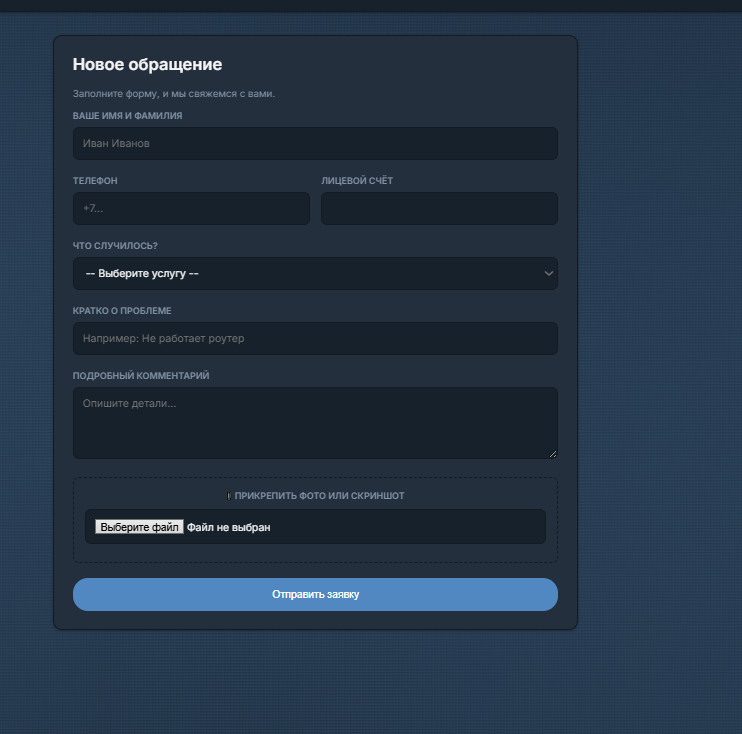 Новое обращение
Заполните форму, и мы свяжемся с вами.
ВАШЕ ИМЯ И ФАМИЛИЯ
Иван Иванов
ТЕЛЕФОН ЛИЦЕВОЙ СЧЁТ
+7...
ЧТО СЛУЧИЛОСЬ?
-- Выберите услугу --
КРАТКО О ПРОБЛЕМЕ
Например: Не работает роутер
ПОДРОБНЫЙ КОММЕНТАРИЙ
Опишите детали...
ПРИКРЕПИТЬ ФОТО ИЛИ СКРИНШОТ
Выберите файл Файл не выбран
Отправить заявку